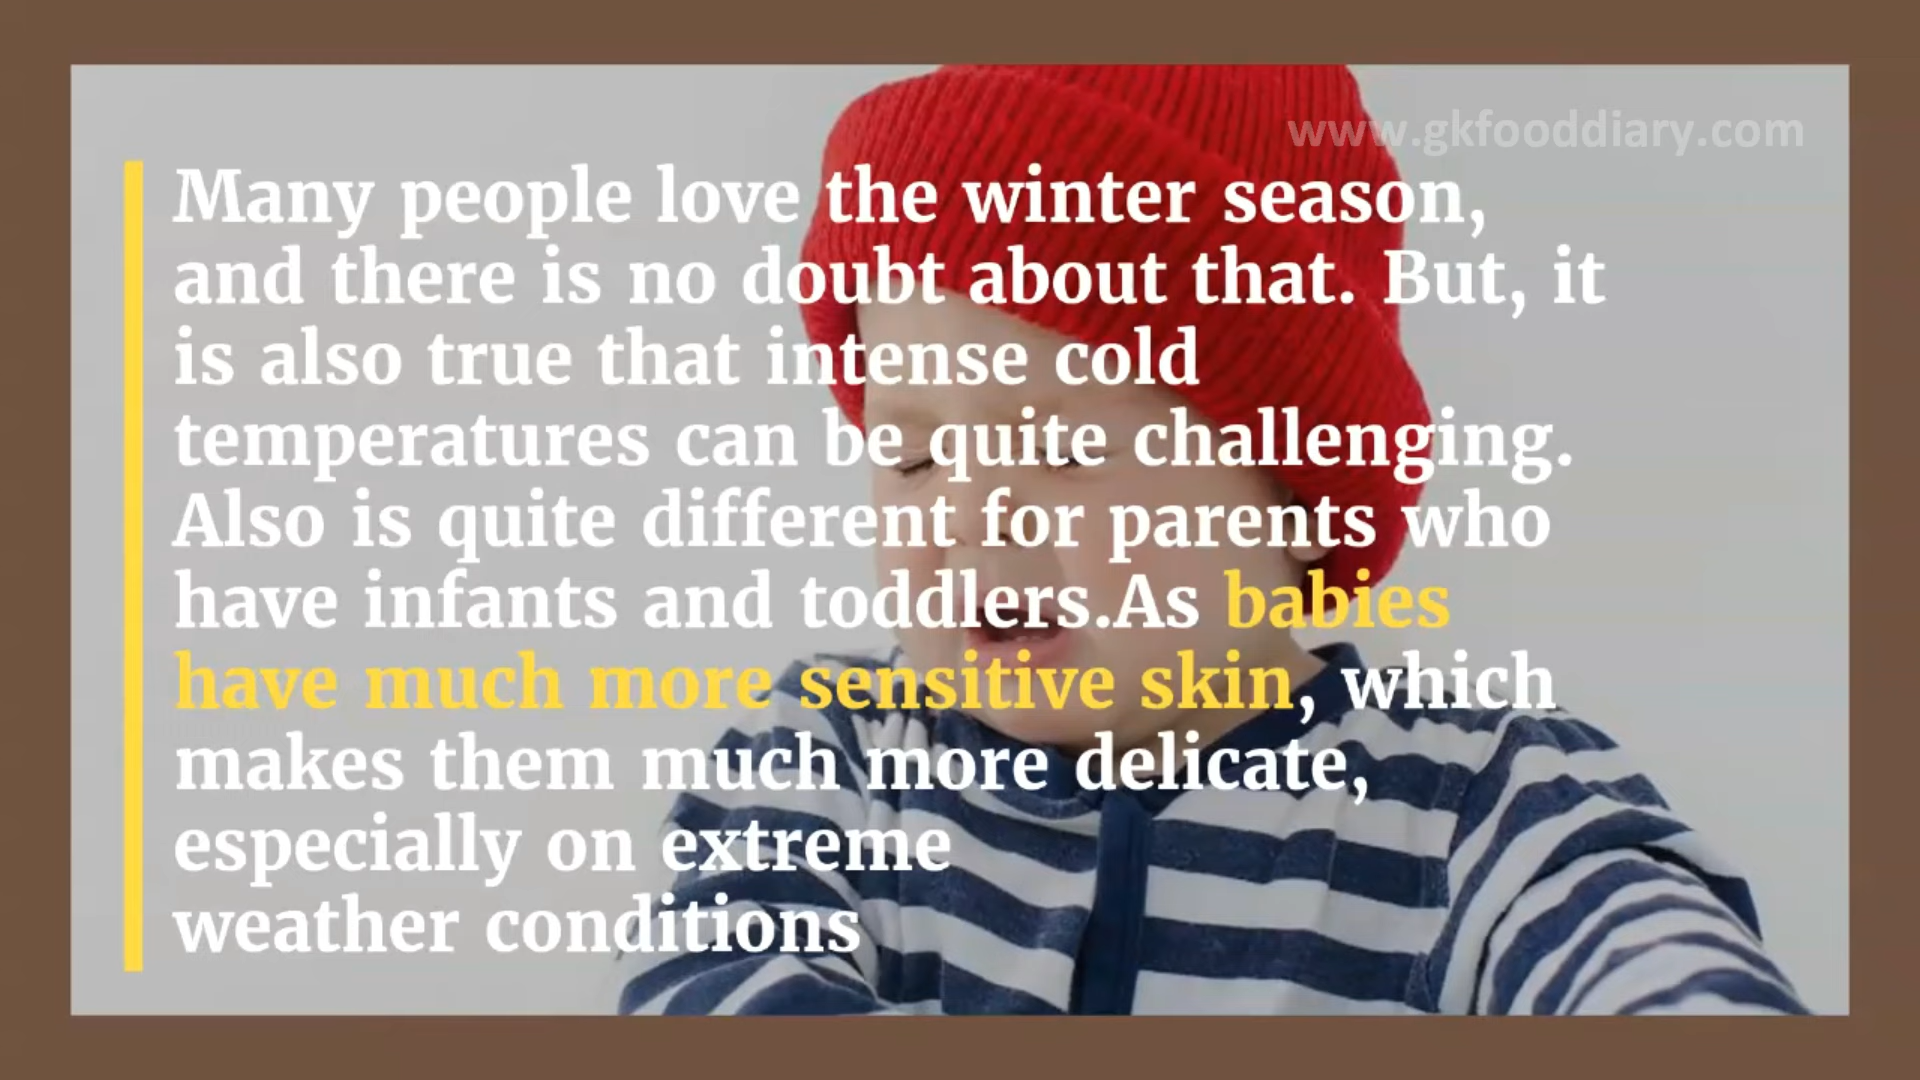 www.gkfooddiary.com
Many people love the winter season,
and there is no doubt about that. But, it
is also true that intense cold
temperatures can be quite challenging.
Also is quite different for parents who
have infants and toddlers.As babies
have much more sensitive skin, which
makes them much more delicate,
especially on extreme
weather conditions